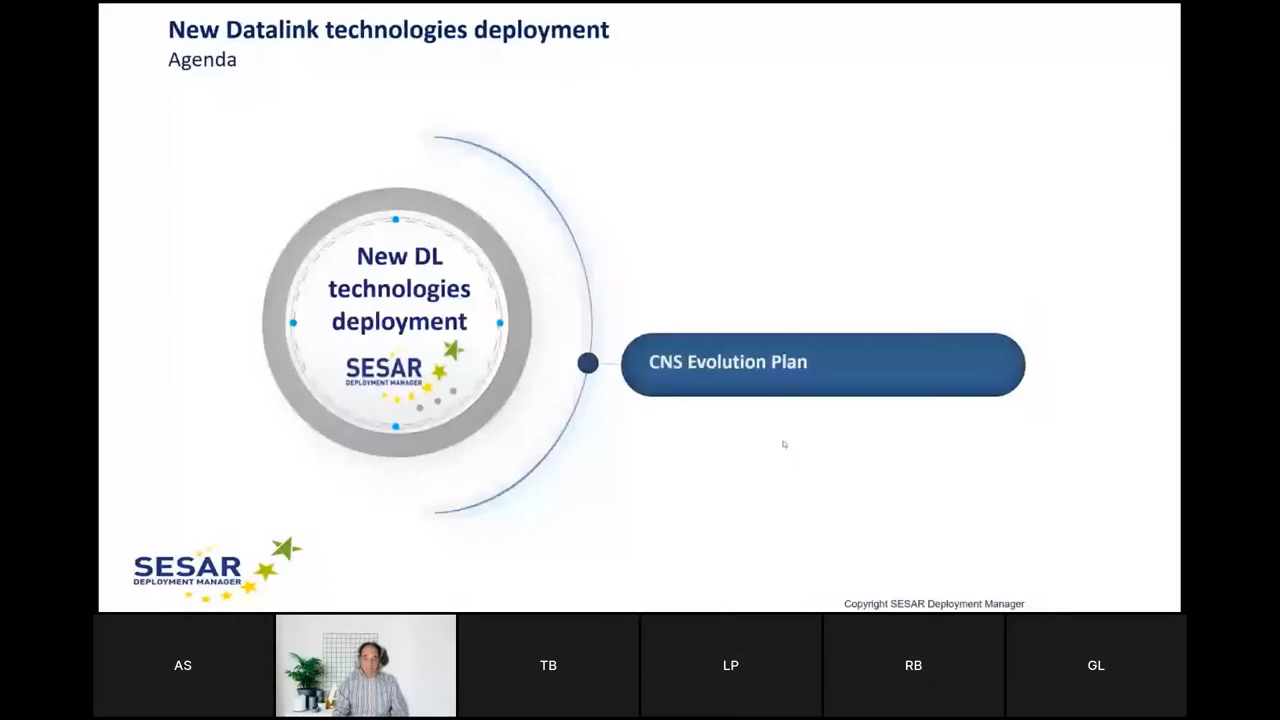 New Datalink technologies deployment
Agenda
New DL
technologies
deployment
SESAR
DEPLOYMENT MANAGER
CNS Evolution Plan
SESAR
DEPLOYMENT MANAGER
Copyright SESAR Deployment Manager
AS
TB
LP
RB
GL